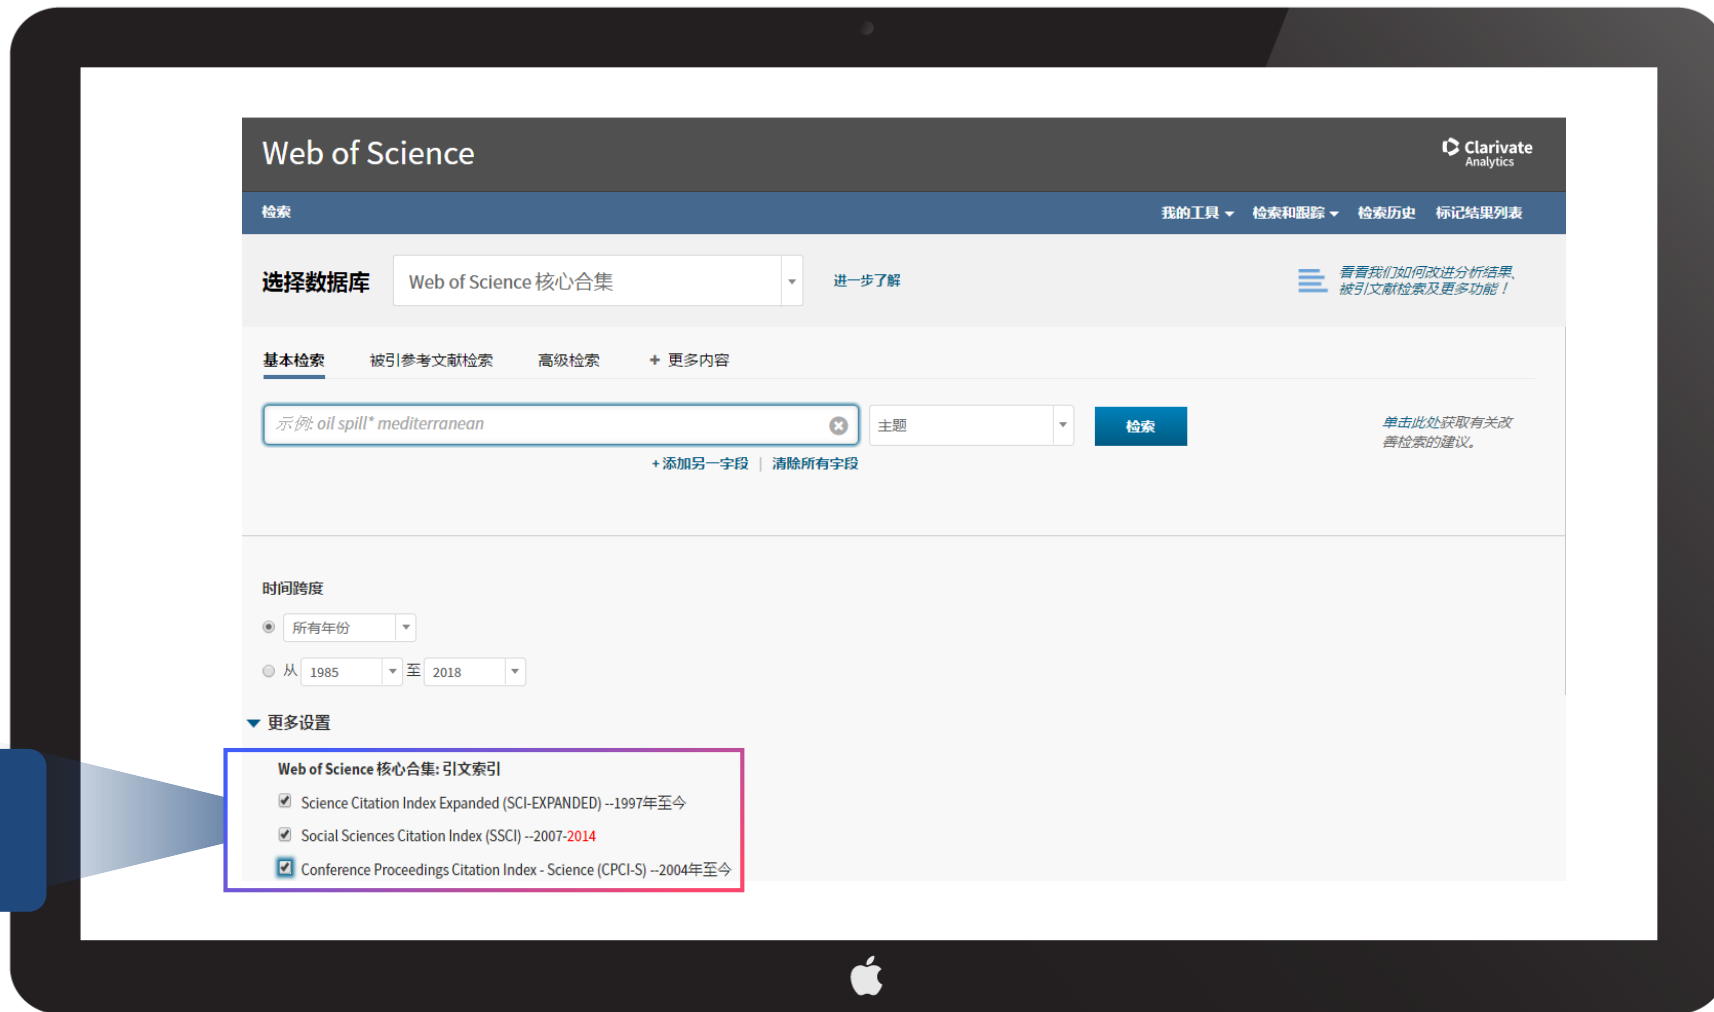 Web of Science
Clarivate
Analytics
检索
我的工具 检索和跟踪 检索历史 标记结果列表
选择数据库 Web of Science 核心合集 进一步了解
看看我们如何改进分析结果、
被引文献检索及更多功能！
基本检索 被引参考文献检索 高级检索 + 更多内容
示例: oil spill* mediterranean 主题 检索
单击此处获取有关改
善检索的建议。
+添加另一字段 | 清除所有字段
时间跨度
所有年份
从 1985 至 2018
更多设置
Web of Science 核心合集: 引文索引
Science Citation Index Expanded (SCI-EXPANDED) --1997年至今
Social Sciences Citation Index (SSCI) --2007-2014
Conference Proceedings Citation Index - Science (CPCI-S) --2004年至今